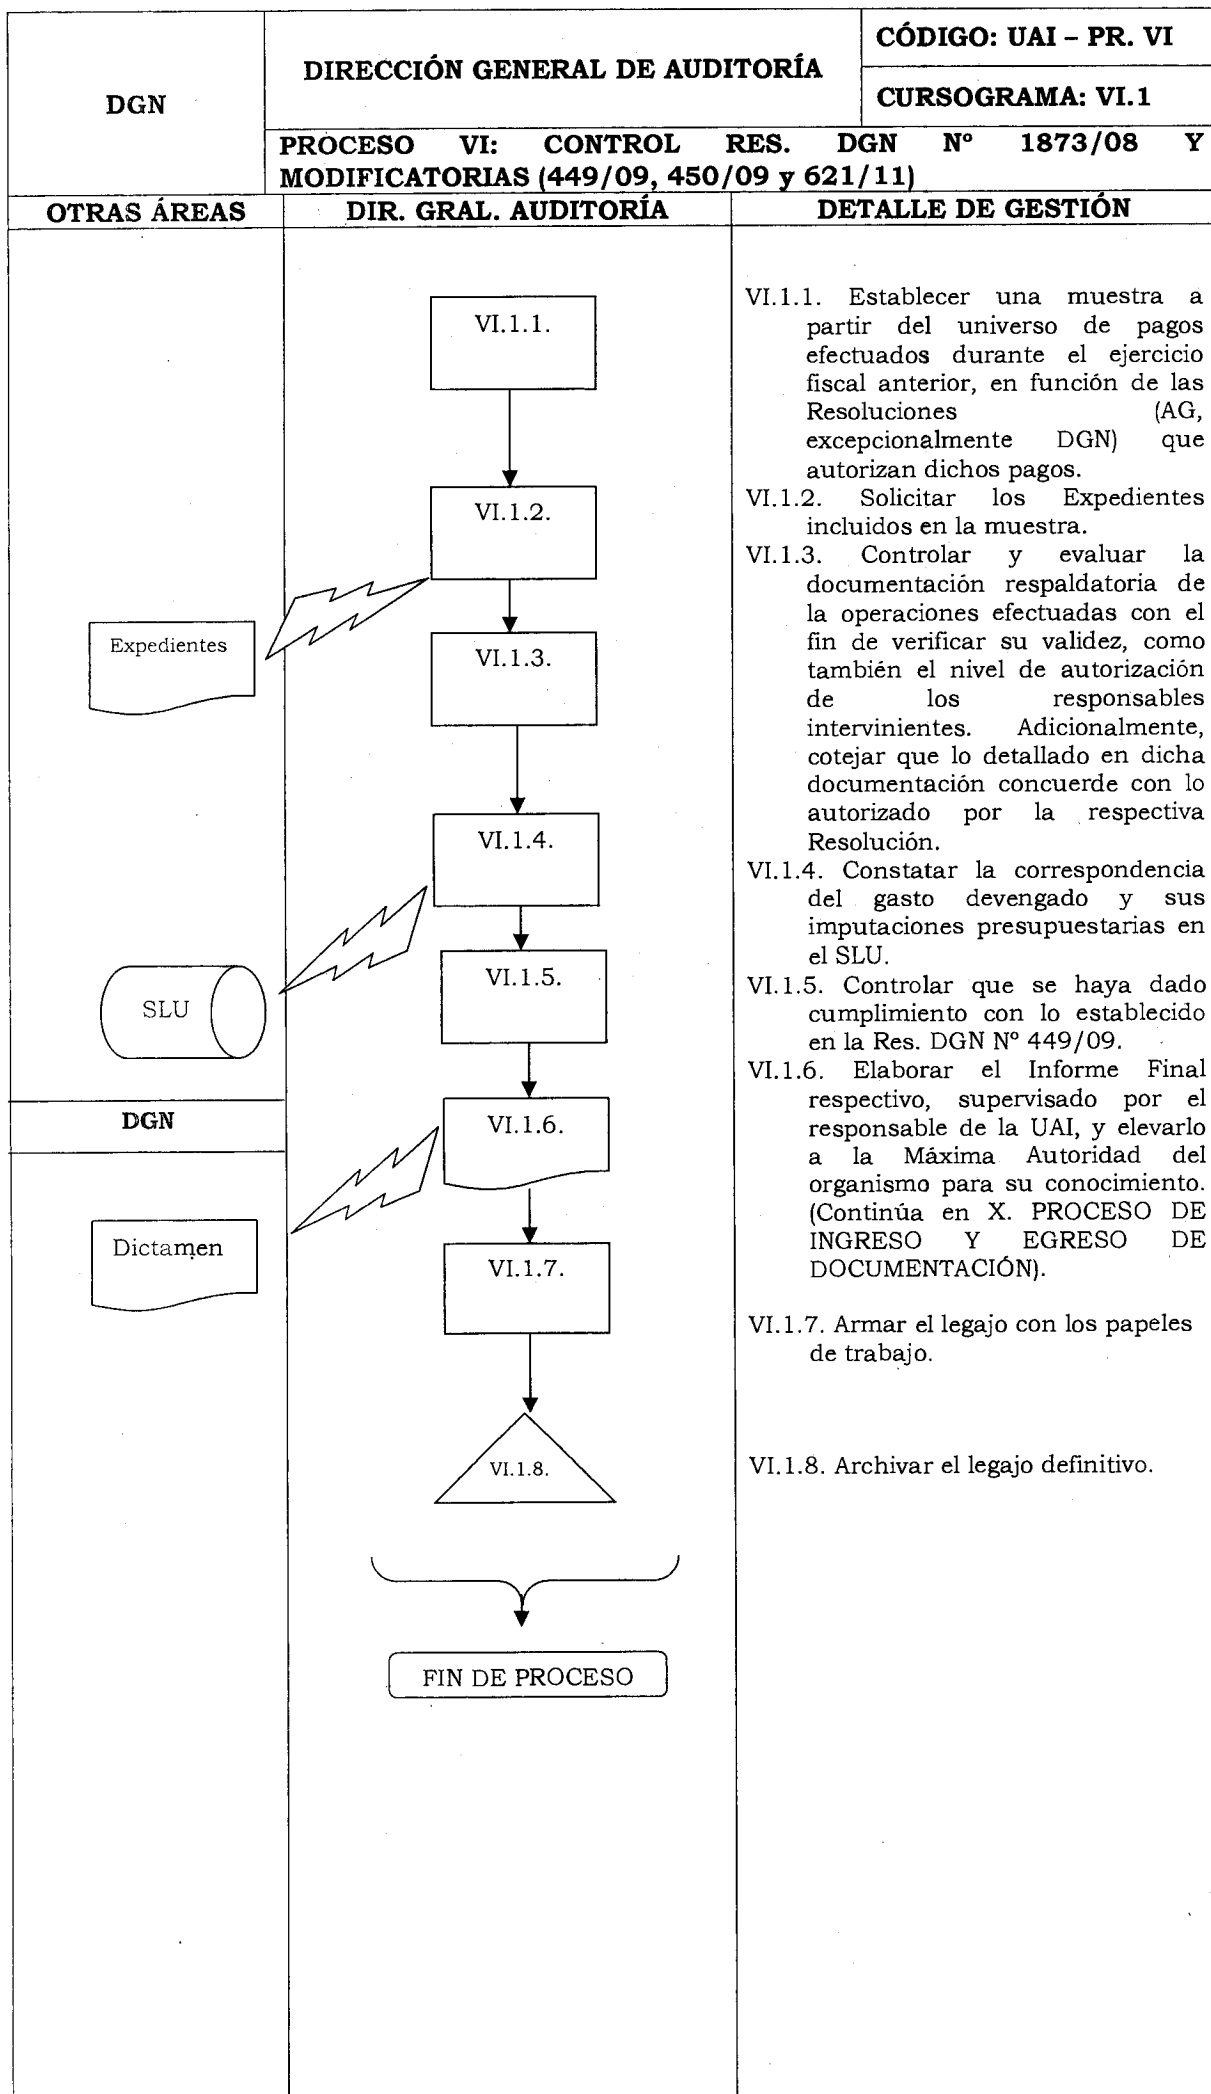 DGN
DIRECCIÓN GENERAL DE AUDITORÍA
CÓDIGO: UAI – PR. VI
CURSOGRAMA: VI.1
PROCESO VI: CONTROL RES. DGN Nº 1873/08 Y
MODIFICATORIAS (449/09, 450/09 y 621/11)
OTRAS ÁREAS
DIR. GRAL. AUDITORÍA
DETALLE DE GESTIÓN
VI.1.1.
VI.1.2.
Expedientes
VI.1.3.
VI.1.4.
SLU
VI.1.5.
DGN
VI.1.6.
Dictamen
VI.1.7.
VI.1.8.
FIN DE PROCESO
VI.1.1. Establecer una muestra a
partir del universo de pagos
efectuados durante el ejercicio
fiscal anterior, en función de las
Resoluciones (AG,
excepcionalmente DGN) que
autorizan dichos pagos.
VI.1.2. Solicitar los Expedientes
incluidos en la muestra.
VI.1.3. Controlar y evaluar la
documentación respaldatoria de
la operaciones efectuadas con el
fin de verificar su validez, como
también el nivel de autorización
de los responsables
intervinientes. Adicionalmente,
cotejar que lo detallado en dicha
documentación concuerde con lo
autorizado por la respectiva
Resolución.
VI.1.4. Constatar la correspondencia
del gasto devengado y sus
imputaciones presupuestarias en
el SLU.
VI.1.5. Controlar que se haya dado
cumplimiento con lo establecido
en la Res. DGN Nº 449/09.
VI.1.6. Elaborar el Informe Final
respectivo, supervisado por el
responsable de la UAI, y elevarlo
a la Máxima Autoridad del
organismo para su conocimiento.
(Continúa en X. PROCESO DE
INGRESO Y EGRESO DE
DOCUMENTACIÓN).
VI.1.7. Armar el legajo con los papeles
de trabajo.
VI.1.8. Archivar el legajo definitivo.